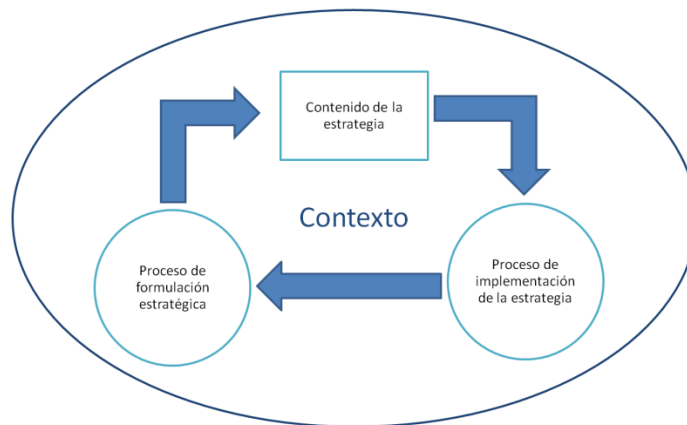 Contenido de la
estrategia
Contexto
Proceso de
formulación
estratégica
Proceso de
implementación
de la estrategia